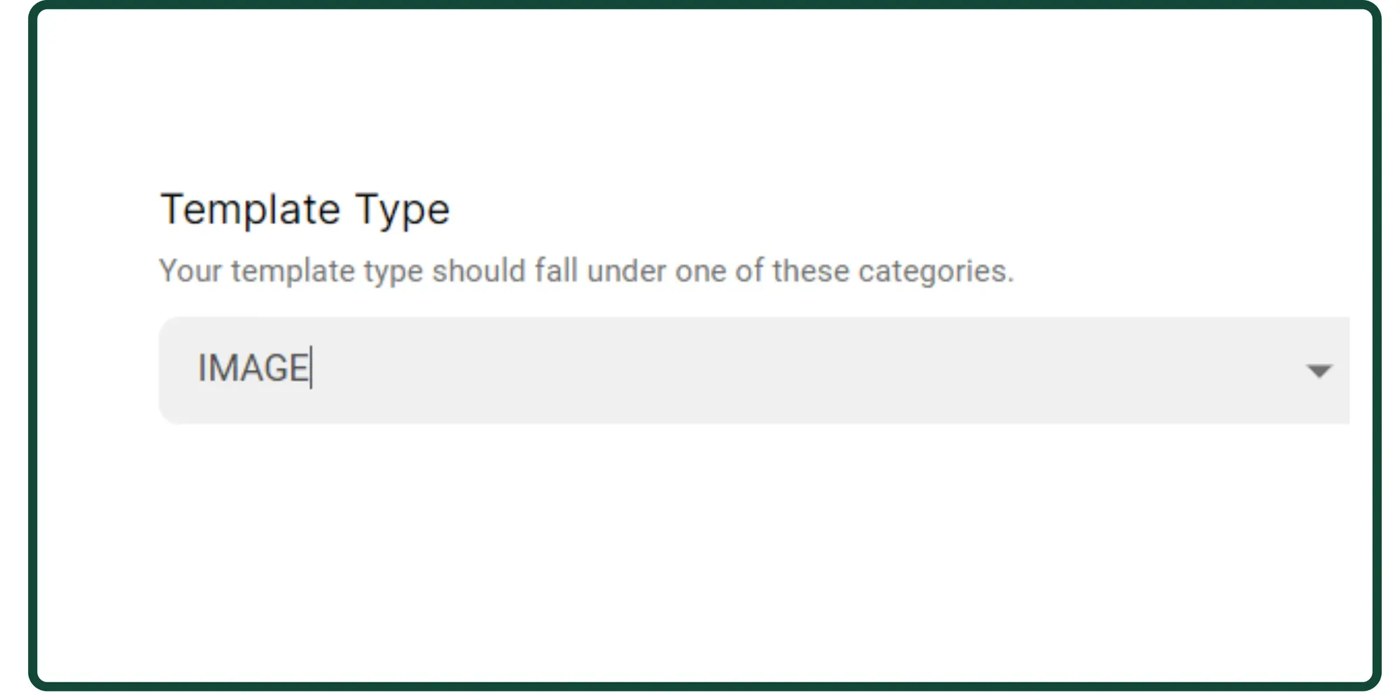 Template Type
Your template type should fall under one of these categories.
IMAGE